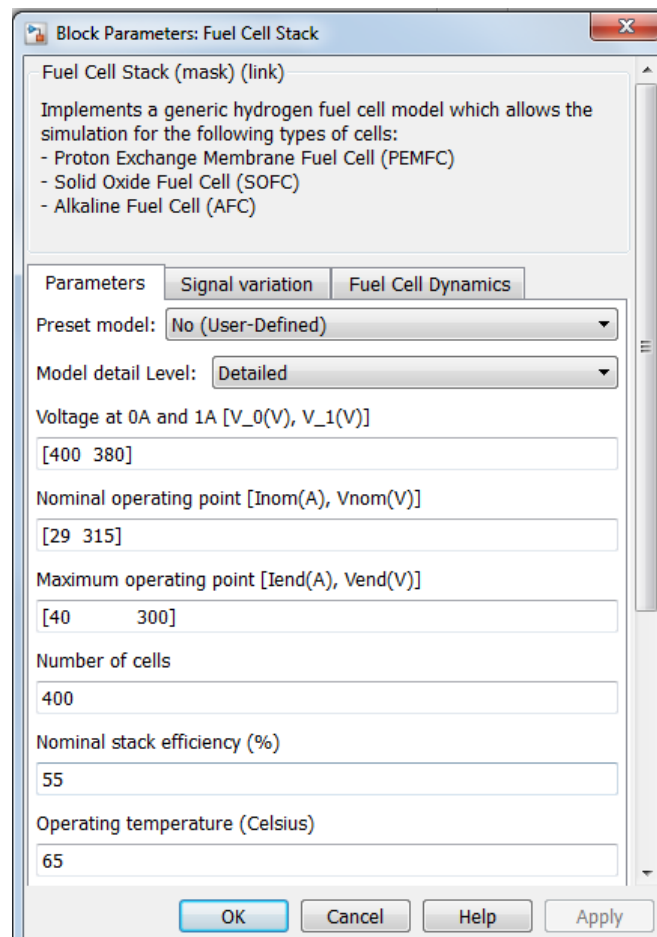 Block Parameters: Fuel Cell Stack
Fuel Cell Stack (mask) (link)
Implements a generic hydrogen fuel cell model which allows the
simulation for the following types of cells:
- Proton Exchange Membrane Fuel Cell (PEMFC)
- Solid Oxide Fuel Cell (SOFC)
- Alkaline Fuel Cell (AFC)
Parameters Signal variation Fuel Cell Dynamics
Preset model: No (User-Defined)
Model detail Level: Detailed
Voltage at 0A and 1A [V_0(V), V_1(V)]
[400 380]
Nominal operating point [Inom(A), Vnom(V)]
[29 315]
Maximum operating point [Iend(A), Vend(V)]
[40 300]
Number of cells
400
Nominal stack efficiency (%)
55
Operating temperature (Celsius)
65
OK Cancel Help Apply